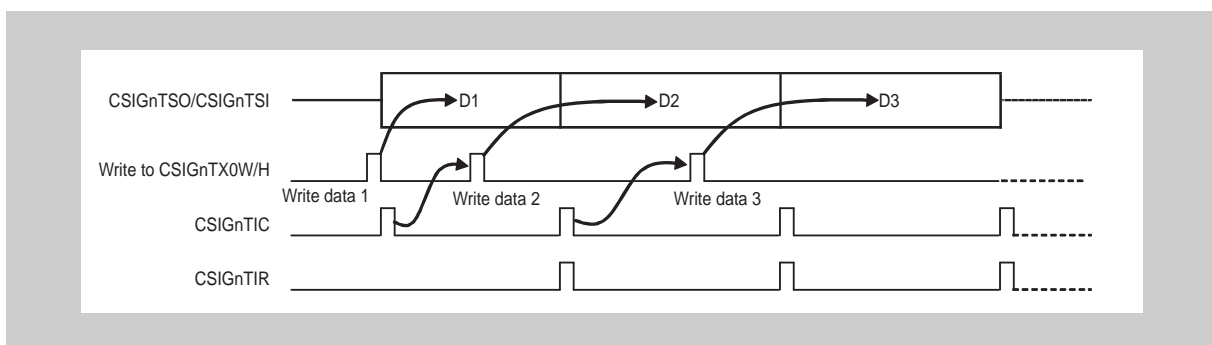 CSIGnTSO/CSIGnTSI
D1
D2
D3
Write to CSIGnTX0W/H
Write data 1
Write data 2
Write data 3
CSIGnTIC
CSIGnTIR